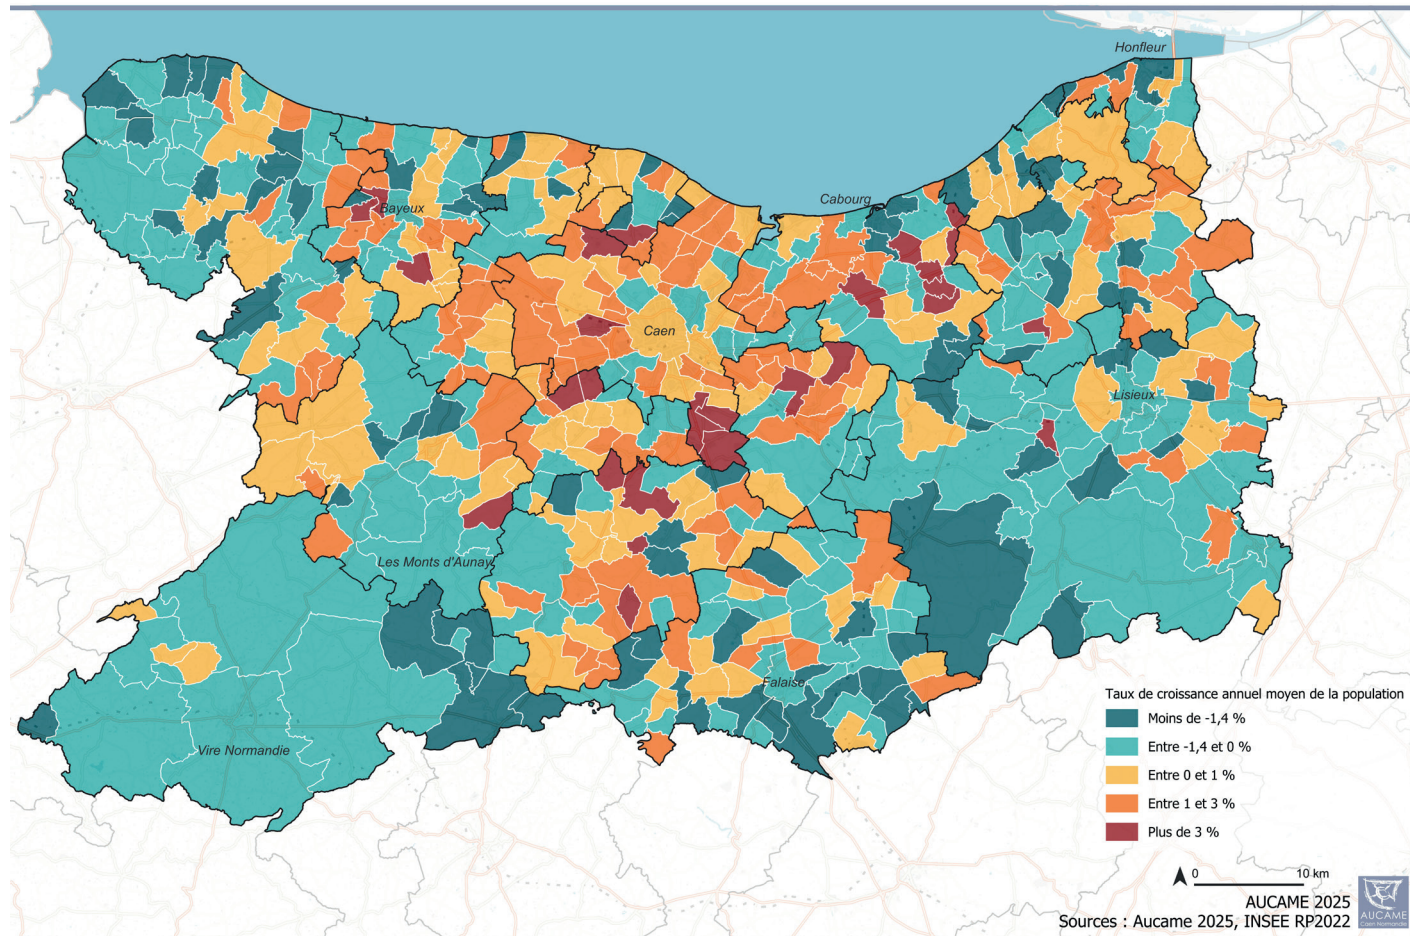 Honfleur
Cabourg
Bayeux
Caen
Lisieux
Les Monts d'Aunay
Falaise
Vire Normandie
Taux de croissance annuel moyen de la population
Moins de -1,4 %
Entre -1,4 et 0 %
Entre 0 et 1 %
Entre 1 et 3 %
Plus de 3 %
0 10 km
AUCAME 2025
Sources : Aucame 2025, INSEE RP2022
AUCAME
Caen Normandie